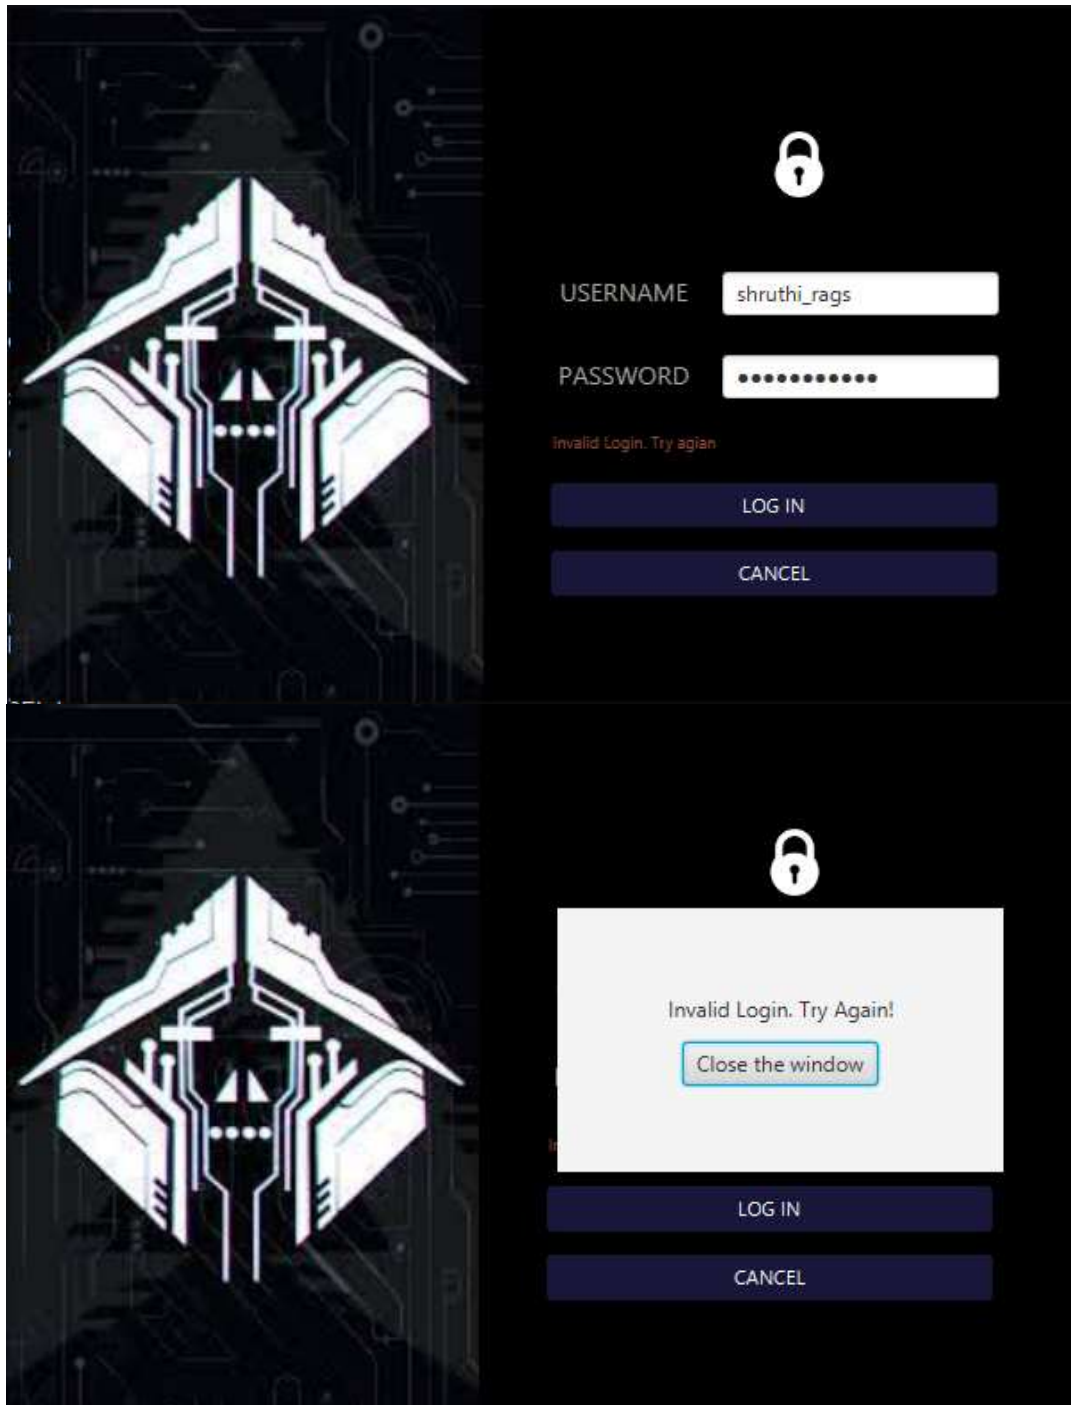 USERNAME shruthi_rags
PASSWORD •••••••••••
Invalid Login. Try agian
LOG IN
CANCEL
Invalid Login. Try Again!
Close the window
LOG IN
CANCEL